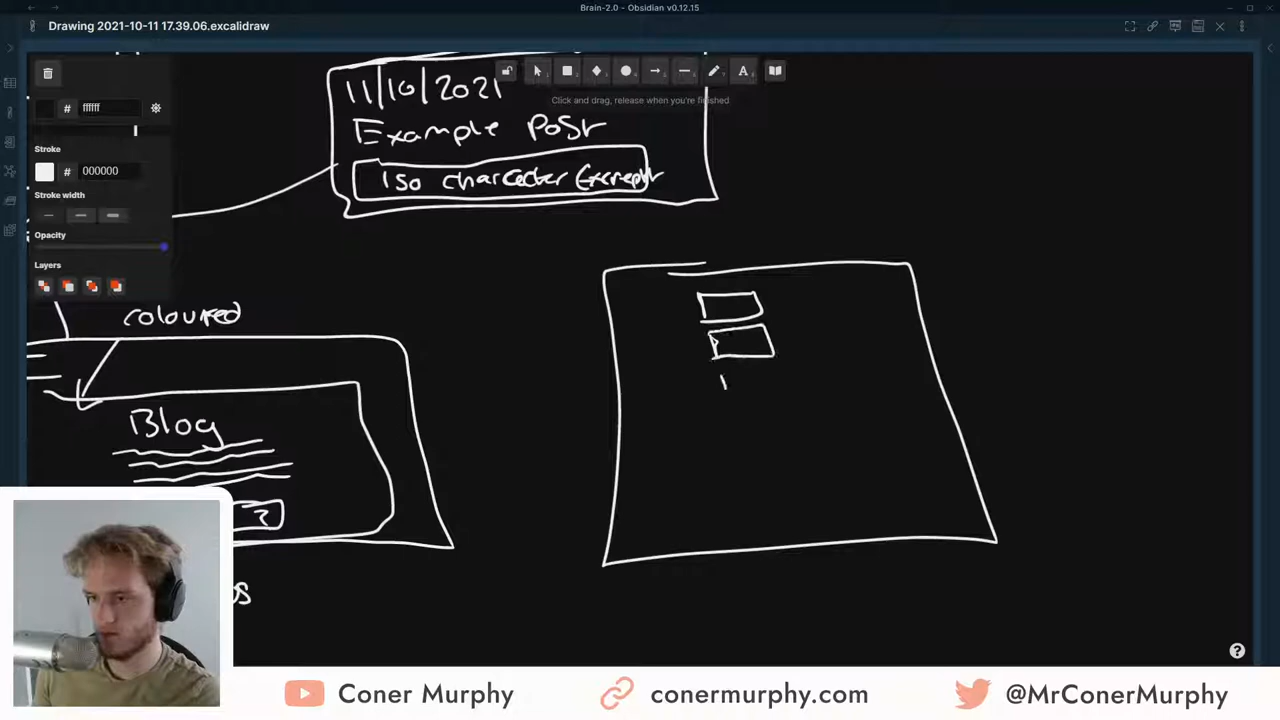 Brain-2.0 - Obsidian v0.12.15
Drawing 2021-10-11 17.39.06.excalidraw
# ffffff
Stroke
# 000000
Stroke width
Opacity
Layers
Click and drag, release when you're finished
A
11/10/2021
Example Post
150 character
coloured
Blog
?
Coner Murphy
conermurphy.com
@MrConerMurphy